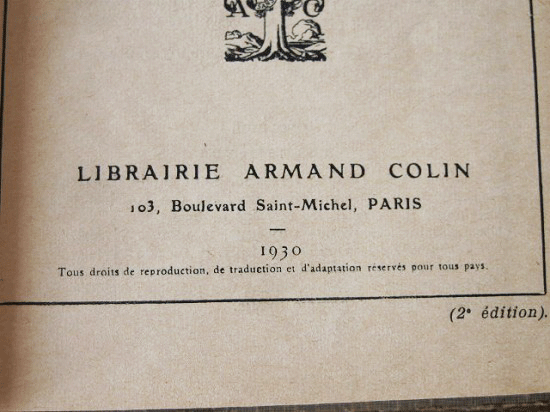 A C
LIBRAIRIE ARMAND COLIN
103, Boulevard Saint-Michel, PARIS
1930
Tous droits de reproduction, de traduction et d'adaptation réservés pour tous pays.
(2e édition).